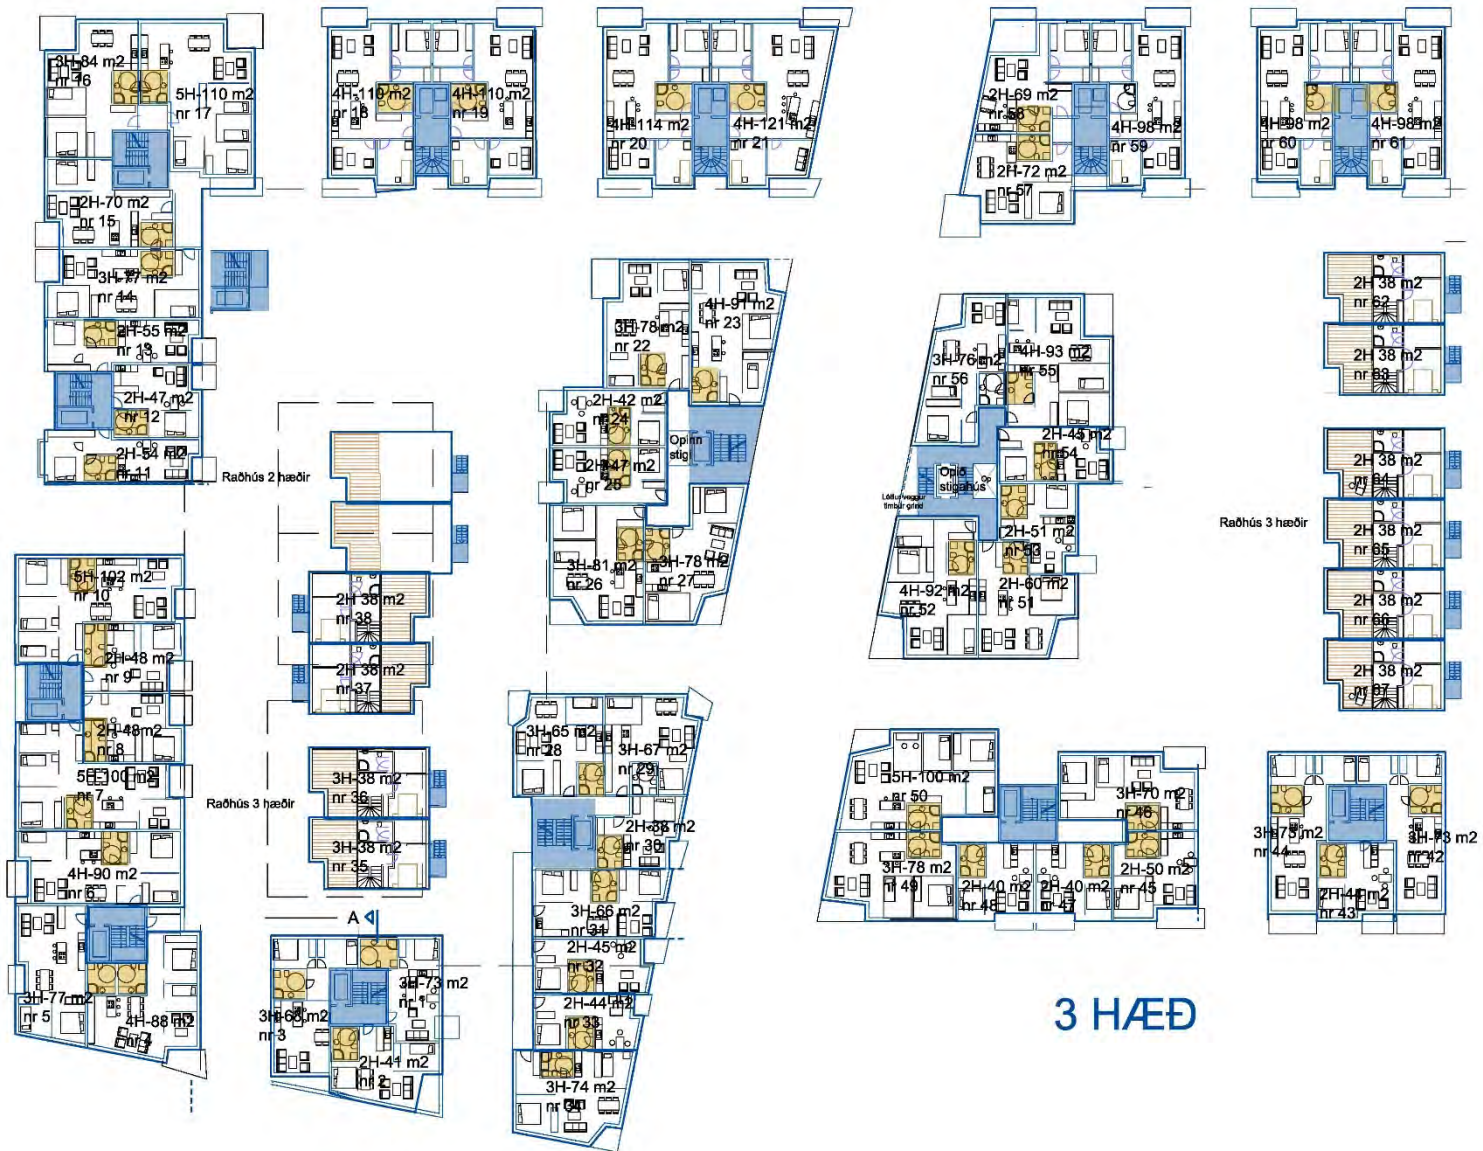 3H-84 m2
nr 16
5H-110 m2
nr 17
2H-70 m2
nr 15
3H-77 m2
nr 14
2H-55 m2
nr 13
2H-47 m2
nr 12
2H-54 m2
nr 11
4H-110 m2
nr 18
4H-110 m2
nr 19
4H-114 m2
nr 20
4H-121 m2
nr 21
2H-69 m2
nr 58
4H-98 m2
nr 59
2H-72 m2
nr 57
4H-98 m2
nr 60
4H-98 m2
nr 61
3H-78 m2
nr 22
4H-91 m2
nr 23
2H-42 m2
nr 24
Opinn
stigi
2H-47 m2
nr 25
3H-81 m2
nr 26
3H-78 m2
nr 27
3H-76 m2
nr 56
4H-93 m2
nr 55
2H-45 m2
nr 54
Opið
stigahús
Léttur veggur
timbur grind
2H-51 m2
nr 53
4H-92 m2
nr 52
2H-60 m2
nr 51
2H 38 m2
nr 62
2H 38 m2
nr 63
2H 38 m2
nr 64
2H 38 m2
nr 65
2H 38 m2
nr 66
2H 38 m2
nr 67
Raðhús 3 hæðir
Raðhús 2 hæðir
2H 38 m2
nr 38
2H 38 m2
nr 37
Raðhús 3 hæðir
3H-38 m2
nr 36
3H-38 m2
nr 35
5H-102 m2
nr 10
2H-48 m2
nr 9
2H-48m2
nr 8
5H-100 m2
nr 7
4H-90 m2
nr 6
3H-77 m2
nr 5
4H-88 m2
nr 4
A
3H-73 m2
nr 1
3H-68 m2
nr 3
2H-41 m2
nr 2
3H-65 m2
nr 28
3H-67 m2
nr 29
2H-38 m2
nr 30
3H-66 m2
nr 31
2H-45 m2
nr 32
2H-44 m2
nr 33
3H-74 m2
nr 34
5H-100 m2
nr 50
3H-70 m2
nr 46
3H-78 m2
nr 49
2H-40 m2
nr 48
2H-40 m2
nr 47
2H-50 m2
nr 45
3H-73 m2
nr 44
3H-73 m2
nr 42
2H-44 m2
nr 43
3 HÆÐ